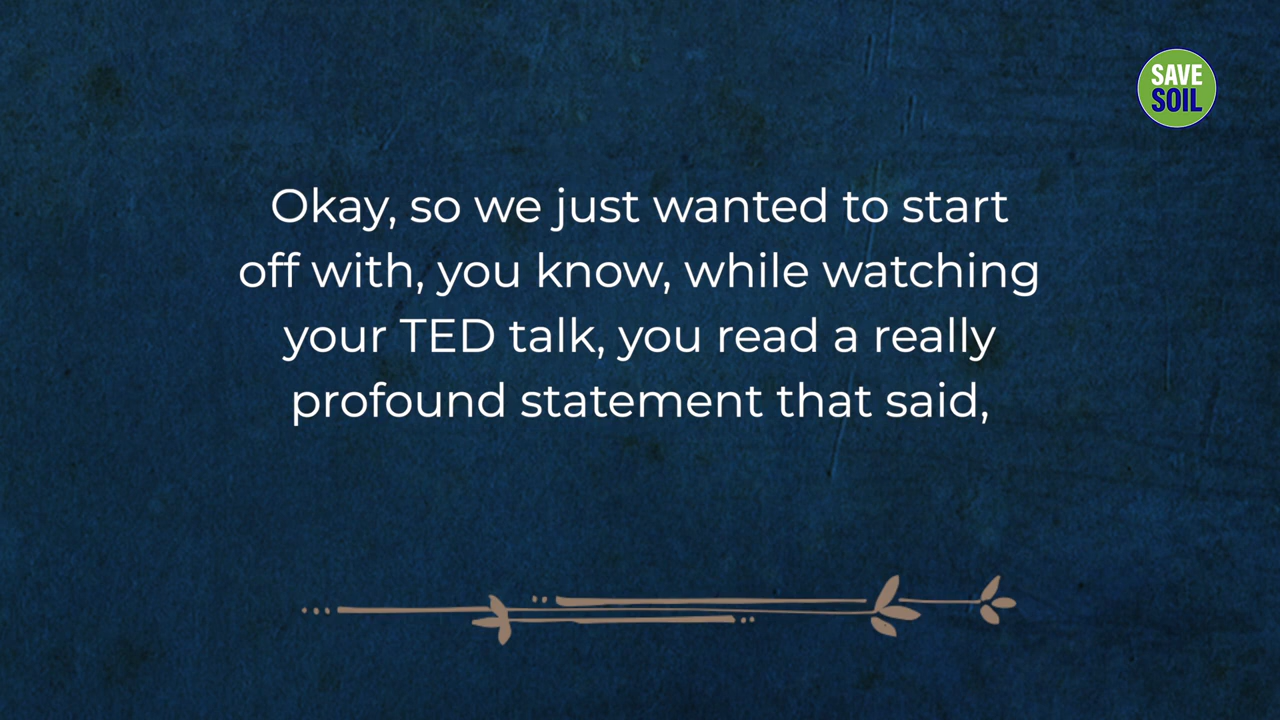 SAVE
SOIL
Okay, so we just wanted to start
off with, you know, while watching
your TED talk, you read a really
profound statement that said,